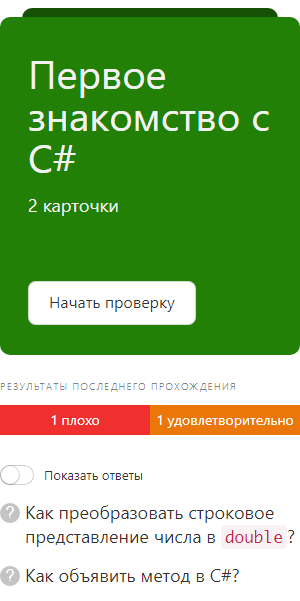 Первое
знакомство с
C#
2 карточки
Начать проверку
РЕЗУЛЬТАТЫ ПОСЛЕДНЕГО ПРОХОЖДЕНИЯ
1 плохо 1 удовлетворительно
Показать ответы
? Как преобразовать строковое
представление числа в double?
? Как объявить метод в C#?